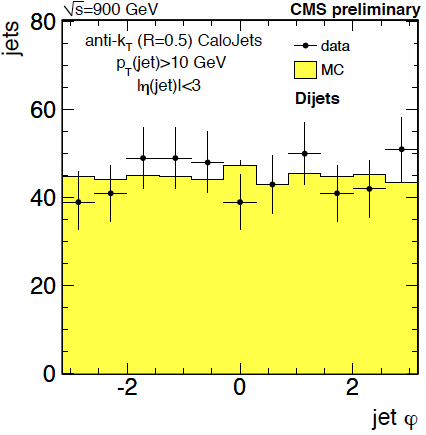 √s=900 GeV CMS preliminary
anti-kT (R=0.5) CaloJets
pT(jet)>10 GeV
|η(jet)|<3
data
MC
Dijets
jets
80
60
40
20
0
-2 0 2
jet φ